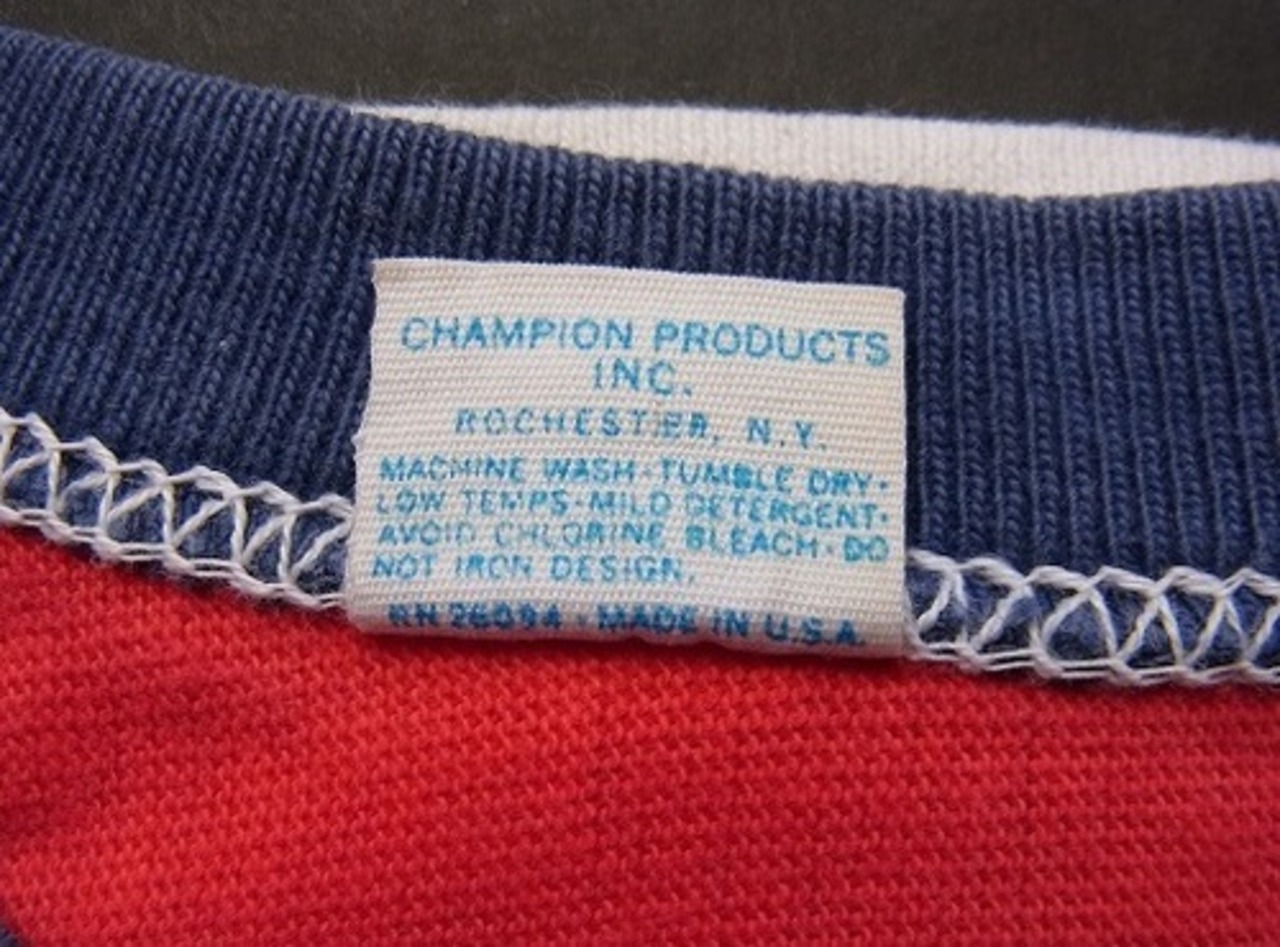 CHAMPION PRODUCTS
INC.
ROCHESTER, N.Y.
MACHINE WASH·TUMBLE DRY·
LOW TEMPS·MILD DETERGENT·
AVOID CHLORINE BLEACH·DO
NOT IRON DESIGN.
RN 26094 · MADE IN U.S.A.